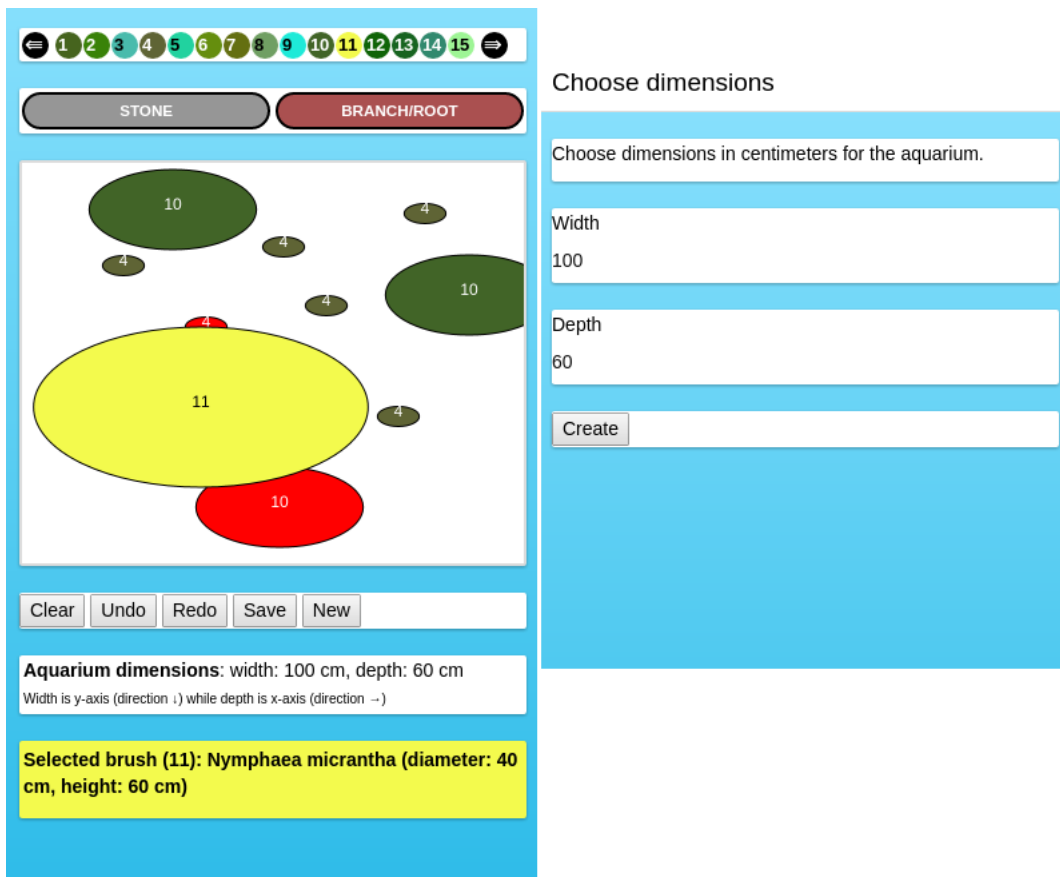 ⇚ 1 2 3 4 5 6 7 8 9 10 11 12 13 14 15 ⇛
STONE BRANCH/ROOT
10
4
4
4
10
4
4
11
4
10
Clear Undo Redo Save New
Aquarium dimensions: width: 100 cm, depth: 60 cm
Width is y-axis (direction ↓) while depth is x-axis (direction →)
Selected brush (11): Nymphaea micrantha (diameter: 40
cm, height: 60 cm)
Choose dimensions
Choose dimensions in centimeters for the aquarium.
Width
100
Depth
60
Create